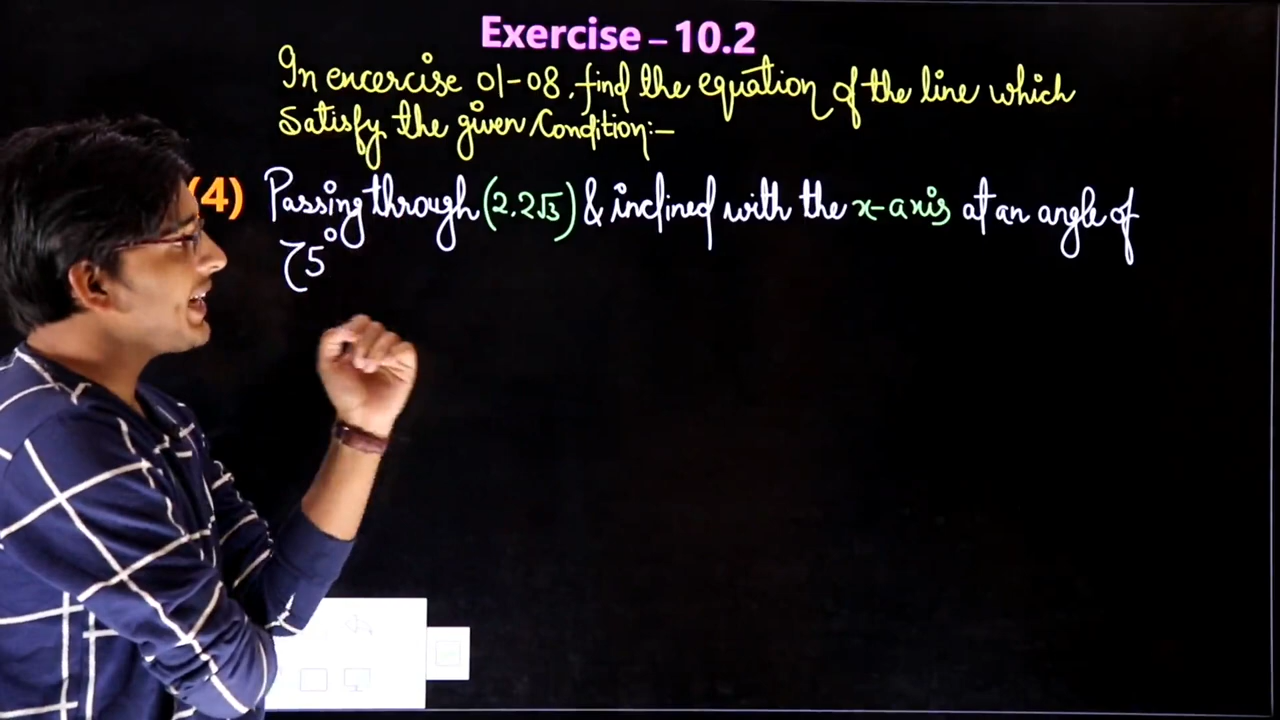 Exercise – 10.2
In encercise 01-08, find the equation of the line which
satisfy the given Condition:-
(4) Passing through (2, 2√3) & inclined with the x-axis at an angle of
75°